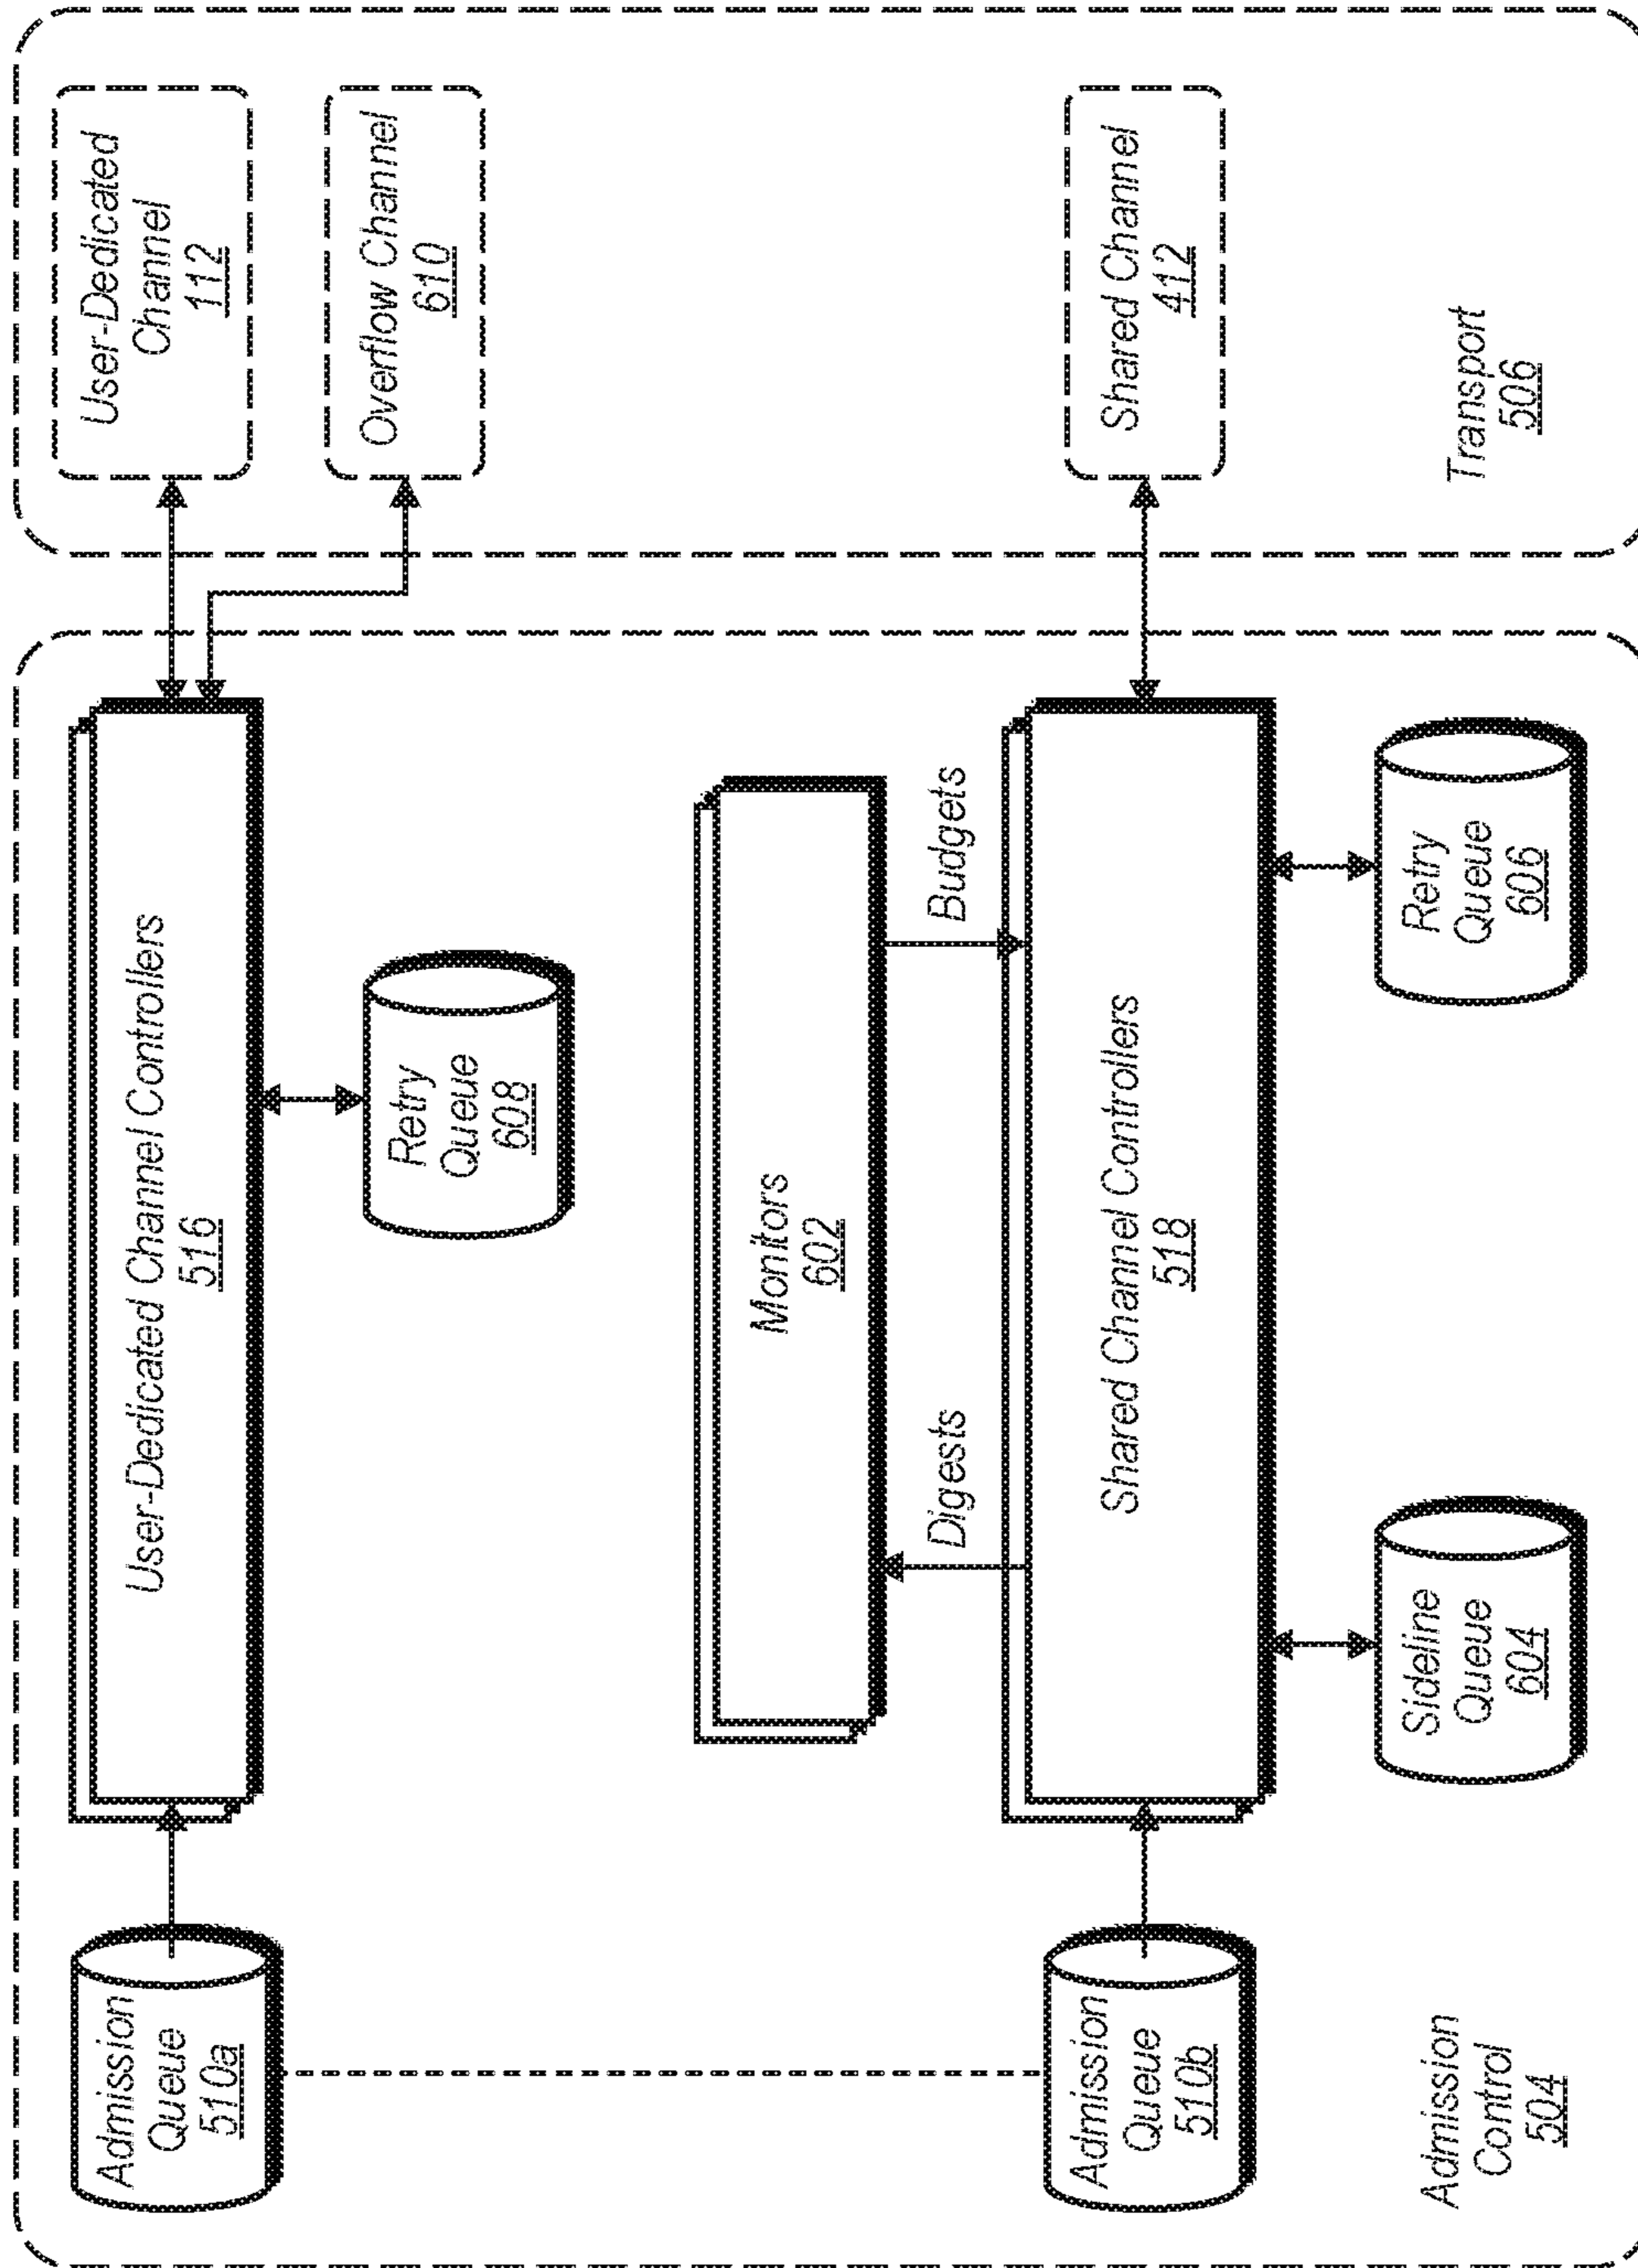 Admission
Queue
510a
User-Dedicated Channel Controllers
516
User-Dedicated
Channel
112
Overflow Channel
610
Retry
Queue
608
Monitors
602
Digests
Budgets
Admission
Queue
510b
Shared Channel Controllers
518
Shared Channel
412
Sideline
Queue
604
Retry
Queue
606
Admission
Control
504
Transport
506